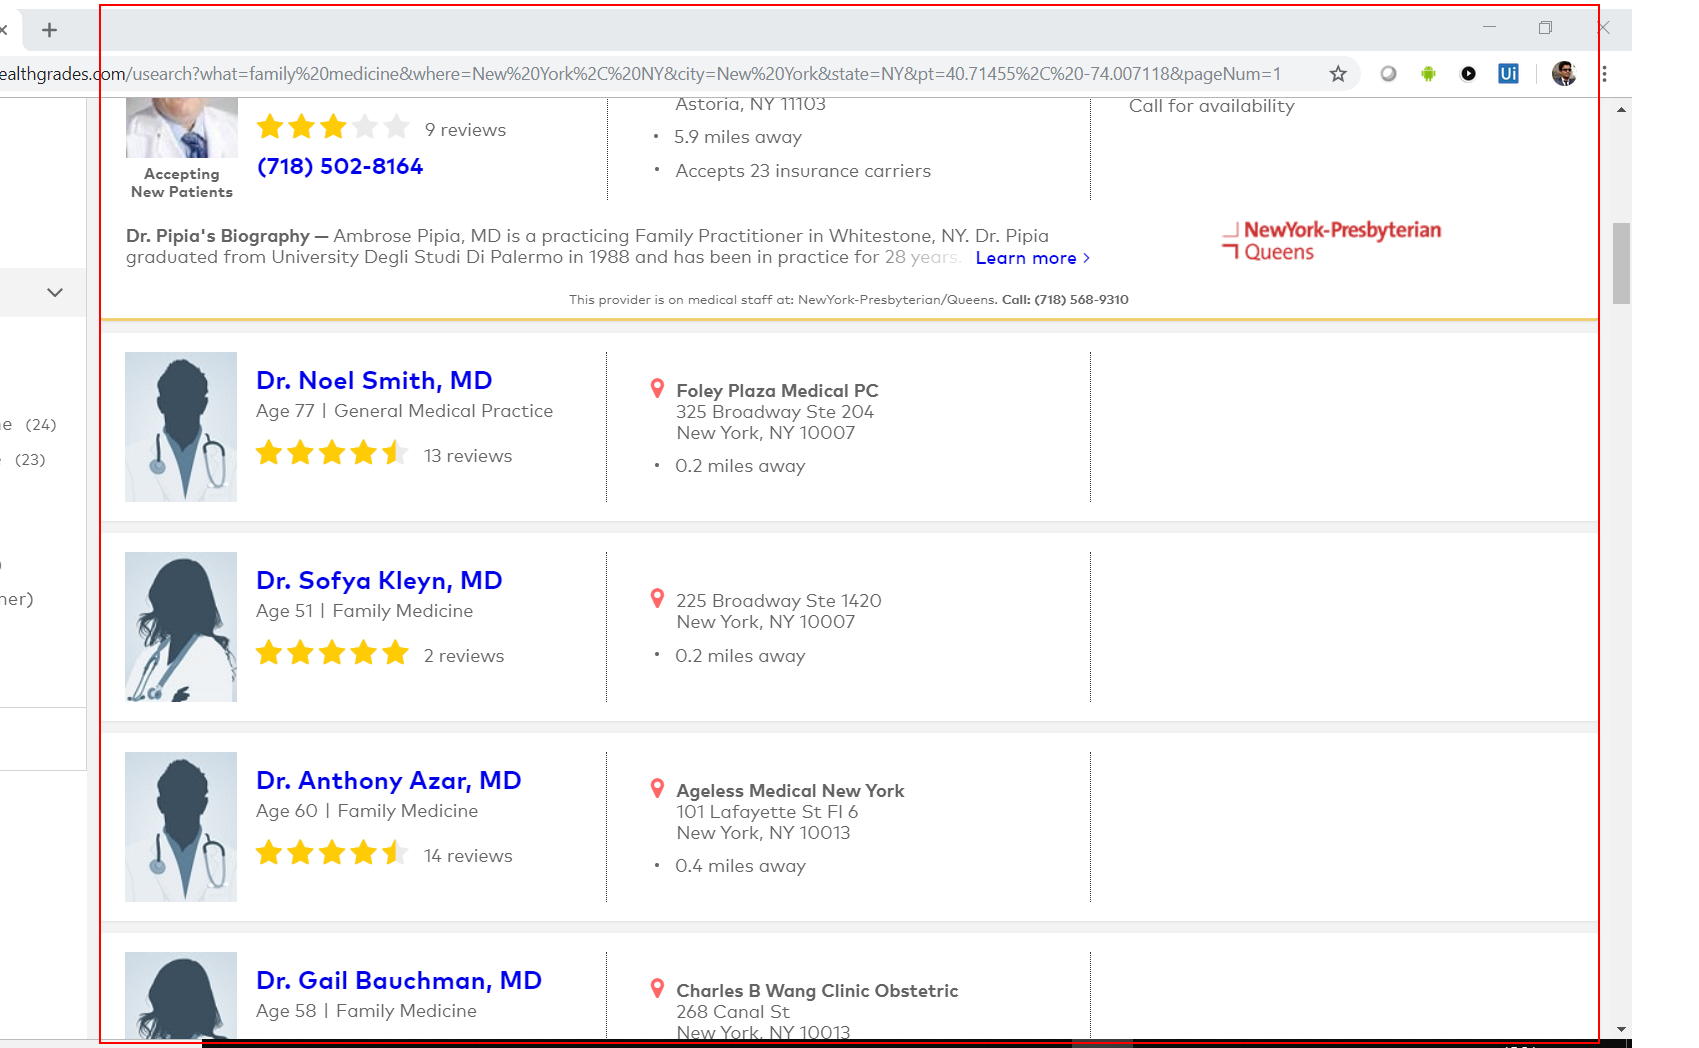 ealthgrades.com/usearch?what=family%20medicine&where=New%20York%2C%20NY&city=New%20York&state=NY&pt=40.71455%2C%20-74.007118&pageNum=1
Ui
Astoria, NY 11103
Call for availability
9 reviews
• 5.9 miles away
(718) 502-8164
• Accepts 23 insurance carriers
Accepting
New Patients
Dr. Pipia's Biography — Ambrose Pipia, MD is a practicing Family Practitioner in Whitestone, NY. Dr. Pipia
graduated from University Degli Studi Di Palermo in 1988 and has been in practice for 28 years. Learn more >
NewYork-Presbyterian
Queens
This provider is on medical staff at: NewYork-Presbyterian/Queens. Call: (718) 568-9310
Dr. Noel Smith, MD
Age 77 | General Medical Practice
13 reviews
Foley Plaza Medical PC
325 Broadway Ste 204
New York, NY 10007
• 0.2 miles away
(24)
(23)
Dr. Sofya Kleyn, MD
Age 51 | Family Medicine
2 reviews
225 Broadway Ste 1420
New York, NY 10007
• 0.2 miles away
ner)
Dr. Anthony Azar, MD
Age 60 | Family Medicine
14 reviews
Ageless Medical New York
101 Lafayette St Fl 6
New York, NY 10013
• 0.4 miles away
Dr. Gail Bauchman, MD
Age 58 | Family Medicine
Charles B Wang Clinic Obstetric
268 Canal St
New York, NY 10013